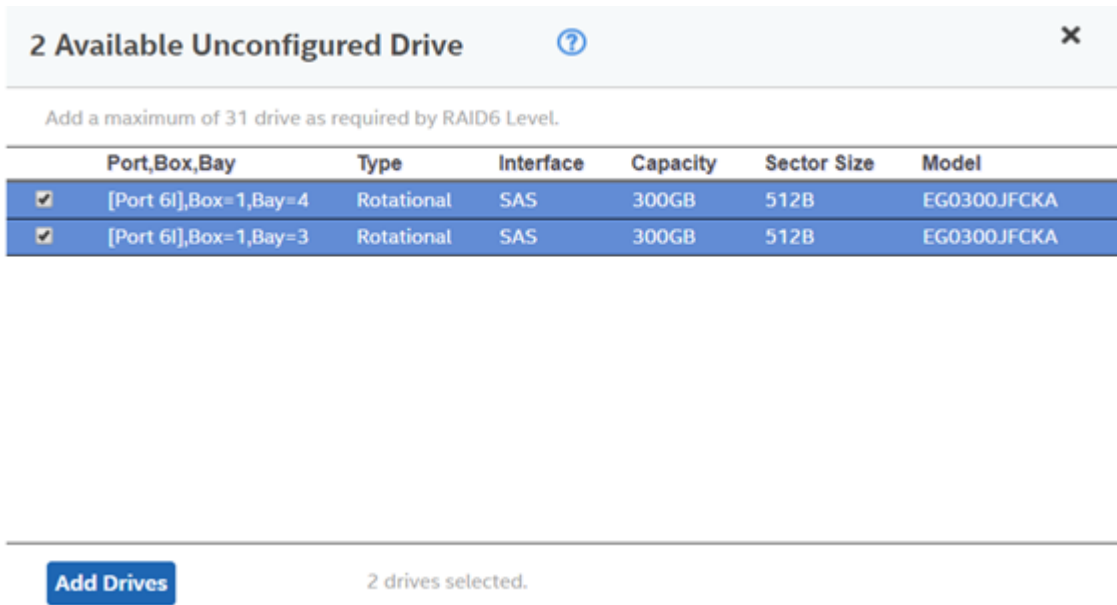 2 Available Unconfigured Drive ?
Add a maximum of 31 drive as required by RAID6 Level.
Port,Box,Bay Type Interface Capacity Sector Size Model
[Port 6I],Box=1,Bay=4 Rotational SAS 300GB 512B EG0300JFCKA
[Port 6I],Box=1,Bay=3 Rotational SAS 300GB 512B EG0300JFCKA
Add Drives 2 drives selected.